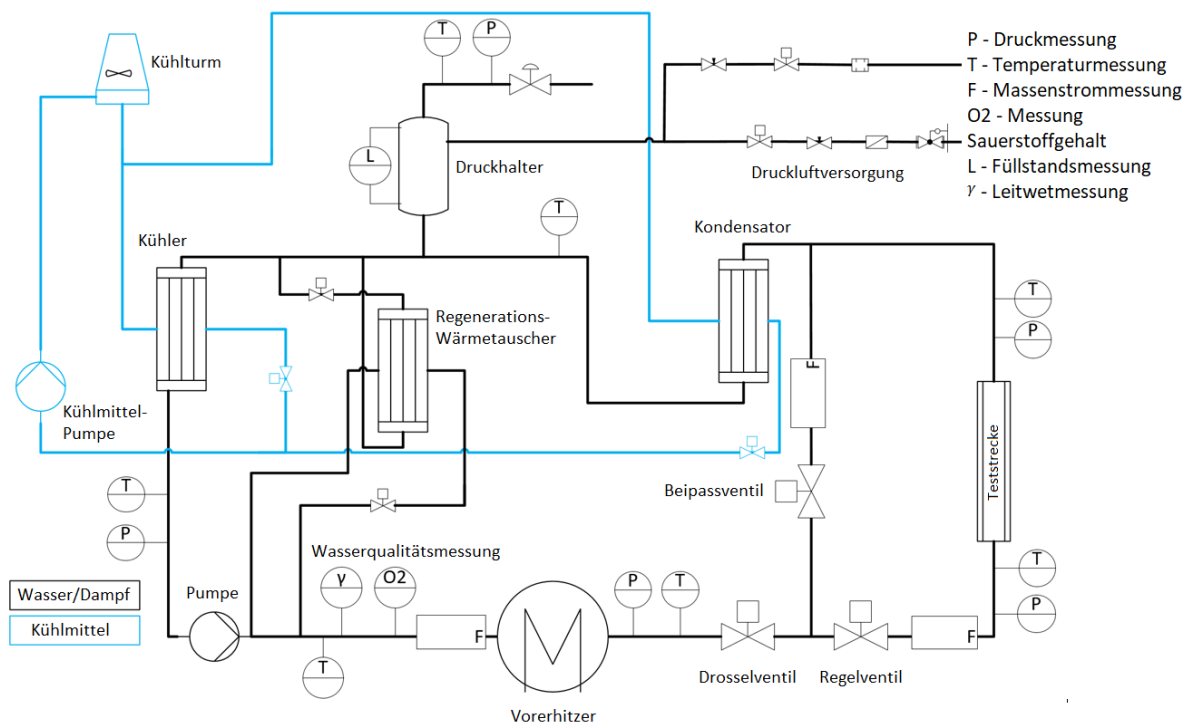 P - Druckmessung
T - Temperaturmessung
F - Massenstrommessung
O2 - Messung
Sauerstoffgehalt
L - Füllstandsmessung
γ - Leitwetmessung
Kühlturm
T
P
L
Druckhalter
Druckluftversorgung
T
Kühler
Kondensator
Regenerations-
Wärmetauscher
T
P
F
Kühlmittel-
Pumpe
Teststrecke
Beipassventil
T
P
Wasserqualitätsmessung
γ
O2
P
T
T
P
Wasser/Dampf
Kühlmittel
Pumpe
F
F
T
Drosselventil
Regelventil
Vorerhitzer